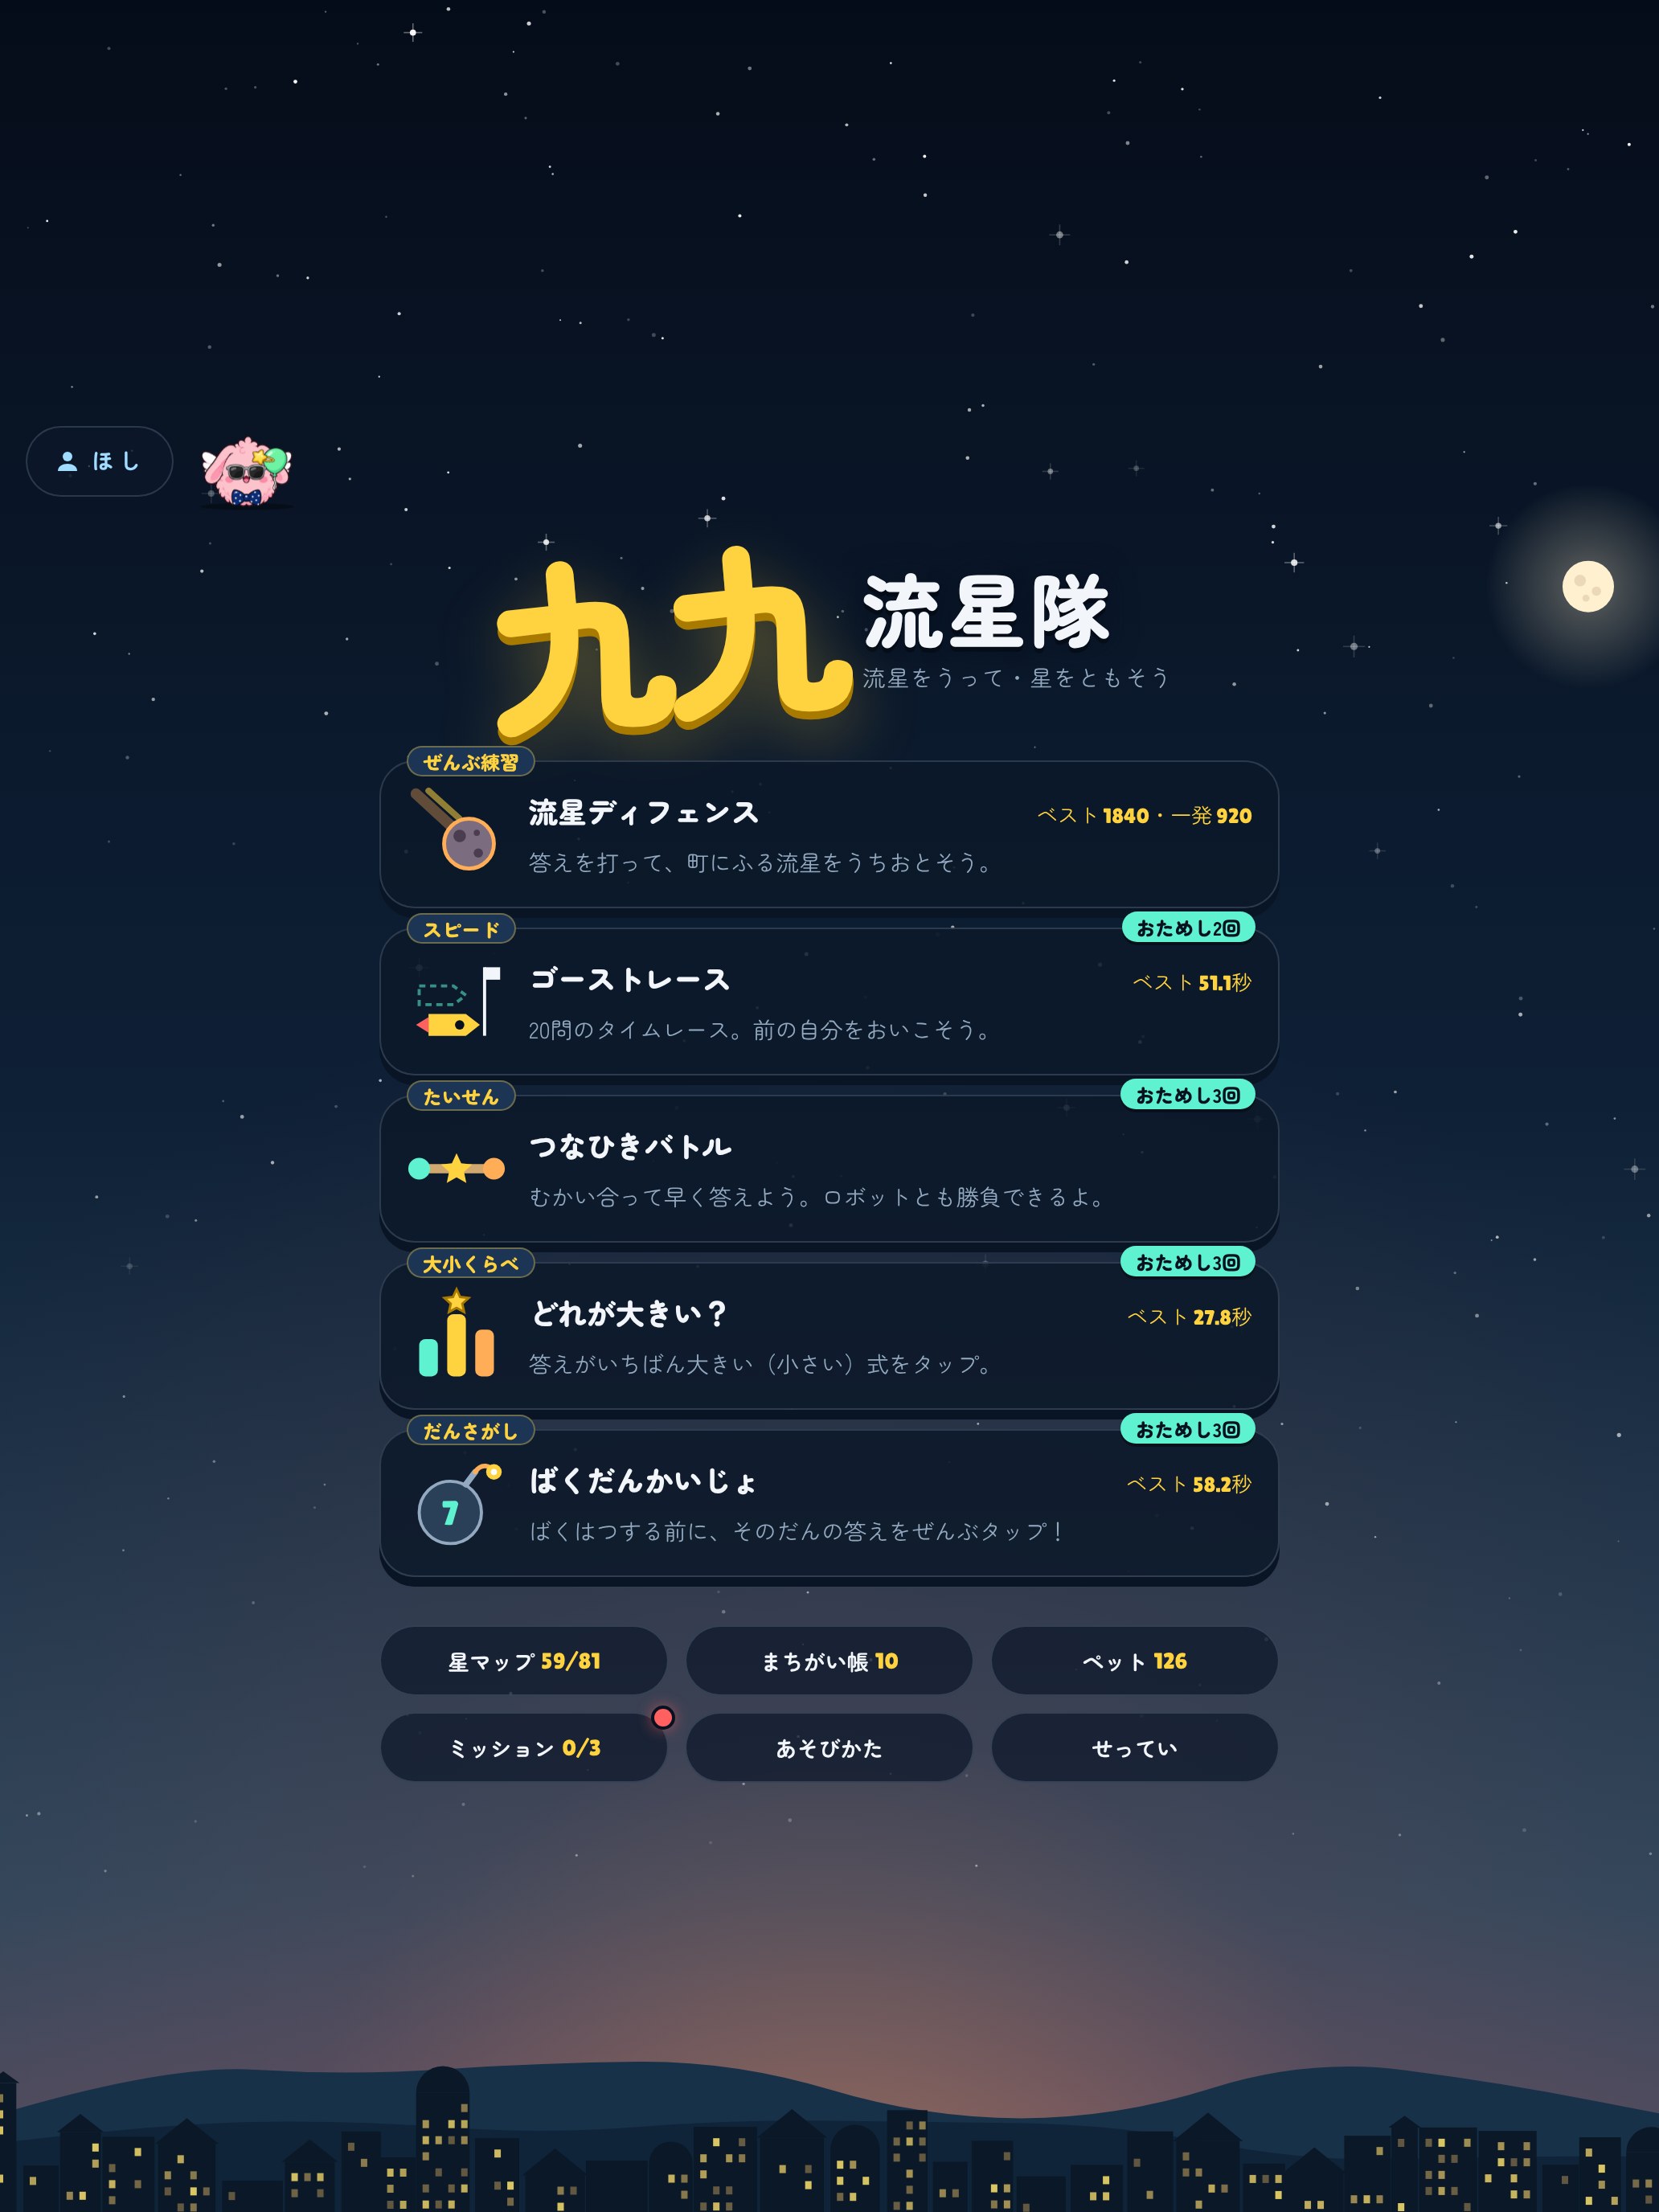 ほし
九九
流星隊
流星をうって・星をともそう
ぜんぶ練習
流星ディフェンス
ベスト 1840・一発 920
答えを打って、町にふる流星をうちおとそう。
スピード
おためし2回
ゴーストレース
ベスト 51.1秒
20問のタイムレース。前の自分をおいこそう。
たいせん
おためし3回
つなひきバトル
むかい合って早く答えよう。ロボットとも勝負できるよ。
大小くらべ
おためし3回
どれが大きい？
ベスト 27.8秒
答えがいちばん大きい（小さい）式をタップ。
だんさがし
おためし3回
7
ばくだんかいじょ
ベスト 58.2秒
ばくはつする前に、そのだんの答えをぜんぶタップ！
星マップ 59/81
まちがい帳 10
ペット 126
ミッション 0/3
あそびかた
せってい